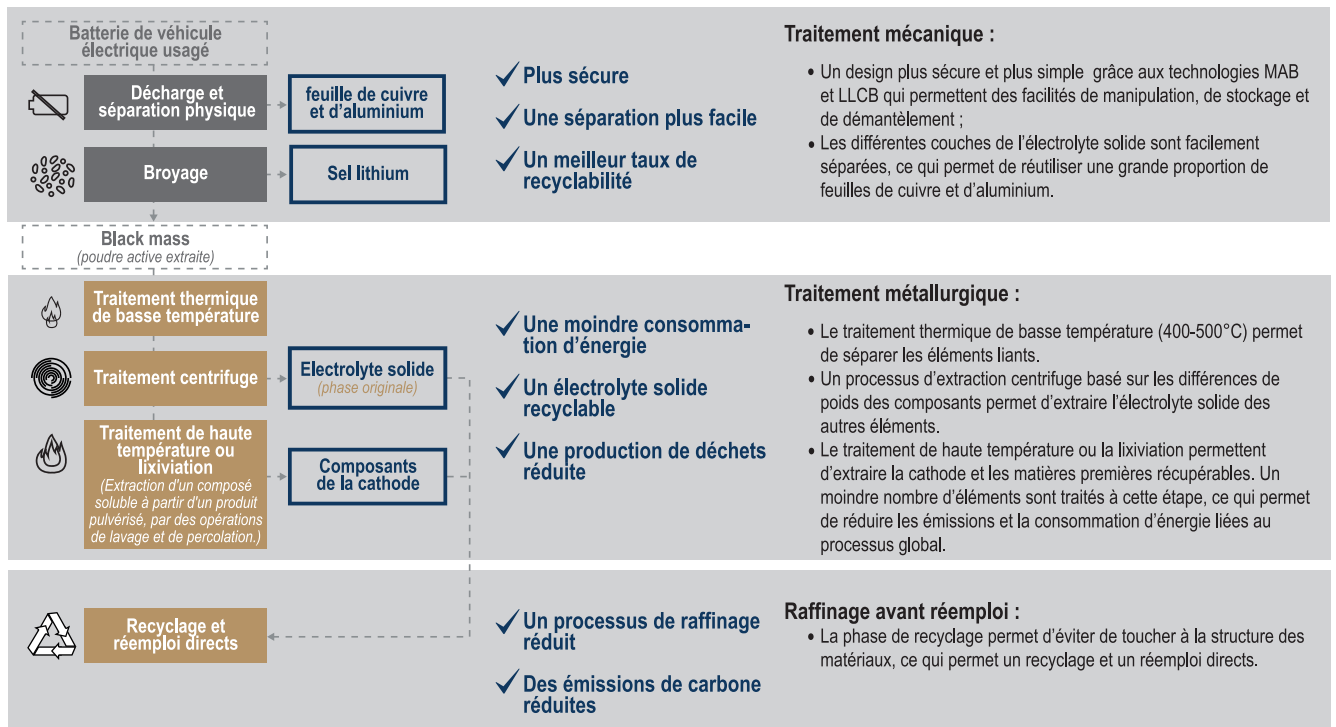 Batterie de véhicule
électrique usagé
Décharge et
séparation physique
feuille de cuivre
et d'aluminium
Broyage
Sel lithium
Plus sécure
Une séparation plus facile
Un meilleur taux de
recyclabilité
Traitement mécanique :
• Un design plus sécure et plus simple grâce aux technologies MAB
et LLCB qui permettent des facilités de manipulation, de stockage et
de démantèlement ;
• Les différentes couches de l'électrolyte solide sont facilement
séparées, ce qui permet de réutiliser une grande proportion de
feuilles de cuivre et d'aluminium.
Black mass
(poudre active extraite)
Traitement thermique
de basse température
Traitement centrifuge
Electrolyte solide
(phase originale)
Traitement de haute
température ou
lixiviation
(Extraction d'un composé
soluble à partir d'un produit
pulvérisé, par des opérations
de lavage et de percolation.)
Composants
de la cathode
Une moindre consomma-
tion d'énergie
Un électrolyte solide
recyclable
Une production de déchets
réduite
Traitement métallurgique :
• Le traitement thermique de basse température (400-500°C) permet
de séparer les éléments liants.
• Un processus d'extraction centrifuge basé sur les différences de
poids des composants permet d'extraire l'électrolyte solide des
autres éléments.
• Le traitement de haute température ou la lixiviation permettent
d'extraire la cathode et les matières premières récupérables. Un
moindre nombre d'éléments sont traités à cette étape, ce qui permet
de réduire les émissions et la consommation d'énergie liées au
processus global.
Recyclage et
réemploi directs
Un processus de raffinage
réduit
Des émissions de carbone
réduites
Raffinage avant réemploi :
• La phase de recyclage permet d'éviter de toucher à la structure des
matériaux, ce qui permet un recyclage et un réemploi directs.